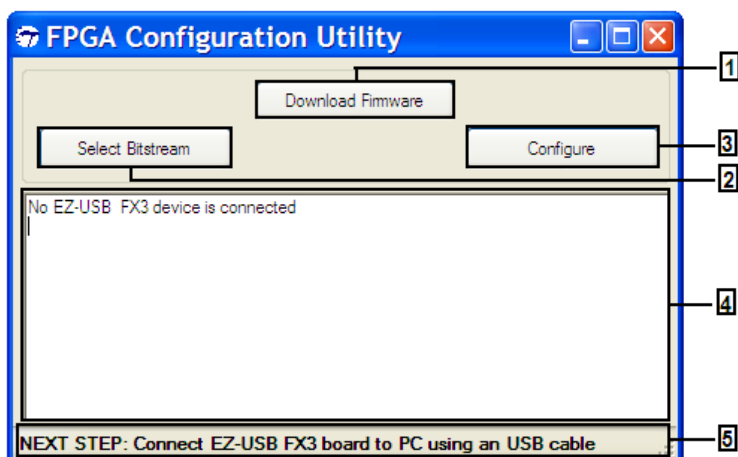 FPGA Configuration Utility
1
Download Firmware
Select Bitstream
Configure
3
2
No EZ-USB FX3 device is connected
4
NEXT STEP: Connect EZ-USB FX3 board to PC using an USB cable
5